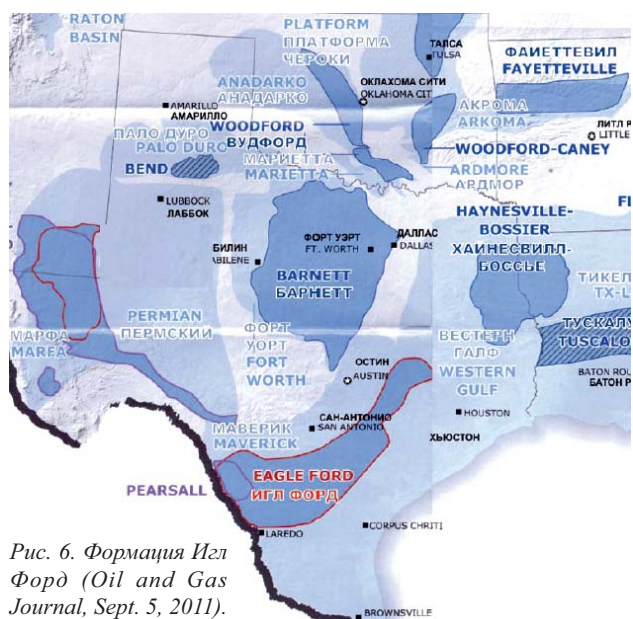 RATON
BASIN
PLATFORM
ПЛАТФОРМА
ЧЕРОКИ
ТАЛСА
TULSA
ФАИЕТТЕВИЛ
FAYETTEVILLE
ANADARKO
АНАДАРКО
ОКЛАХОМА СИТИ
OKLAHOMA CIT
AMARILLO
АМАРИЛЛО
WOODFORD
ВУДФОРД
АКРОМА
ARKOMA
ЛИТЛ Р
LITTLE
ПАЛО ДУРО
PALO DURO
BEND
МАРИЕТТА
MARIETTA
WOODFORD-CANEY
ARDMORE
АРДМОР
LUBBOCK
ЛАББОК
HAYNESVILLE-
BOSSIER
ХАИНЕСВИЛЛ-
БОССЬЕ
FL
БИЛИН
ABILENE
ФОРТ УЭРТ
FT. WORTH
ДАЛЛАС
DALLAS
BARNETT
БАРНЕТТ
ТИКЕЛ
TX-L
PERMIAN
ПЕРМСКИЙ
МАРФА
MARFA
ФОРТ
УОРТ
FORT
WORTH
ВЕСТЕРН
ГАЛФ
WESTERN
GULF
ТУСКАЛУ
TUSCALO
ОСТИН
AUSTIN
BATON ROU
БАТОН Р
МАВЕРИК
MAVERICK
САН-АНТОНИО
SAN ANTONIO
HOUSTON
ХЬЮСТОН
PEARSALL
EAGLE FORD
ИГЛ ФОРД
LAREDO
CORPUS CHRITI
BROWNSVILLE
Рис. 6. Формация Игл
Форд (Oil and Gas
Journal, Sept. 5, 2011).